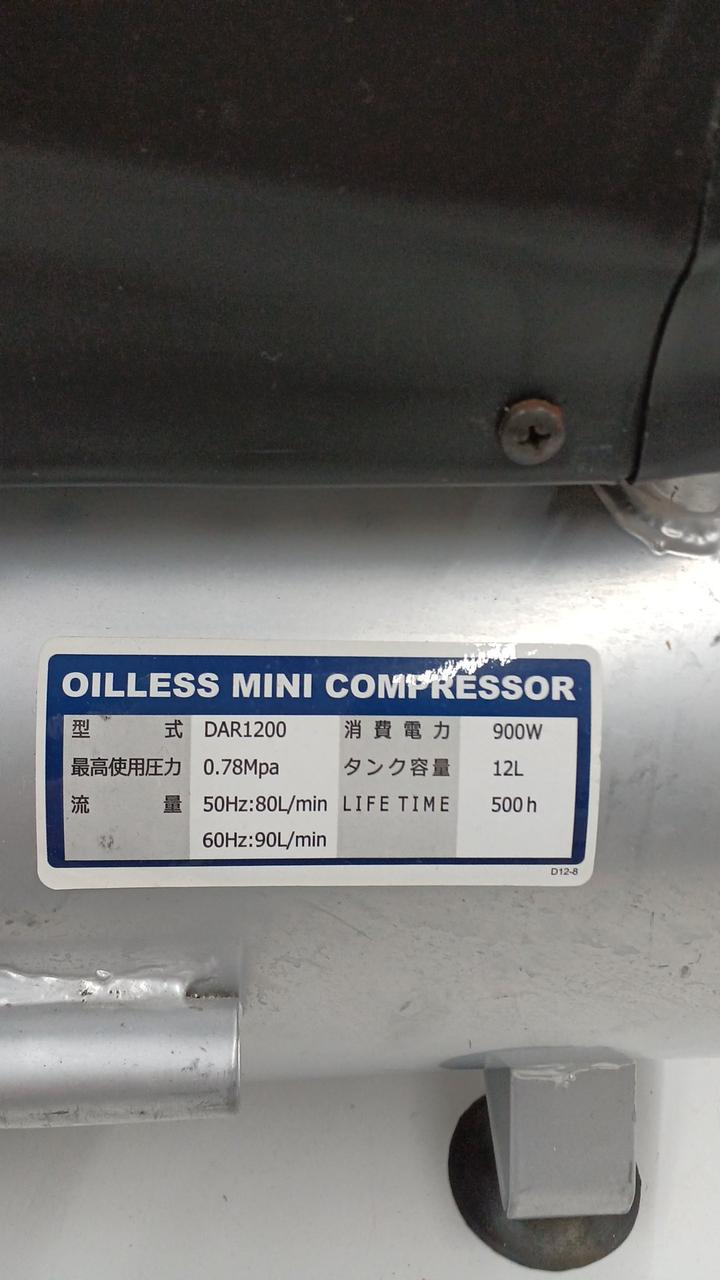 OILLESS MINI COMPRESSOR
型 式 DAR1200 消費電力 900W
最高使用圧力 0.78Mpa タンク容量 12L
流 量 50Hz:80L/min LIFE TIME 500h
60Hz:90L/min
D12-8